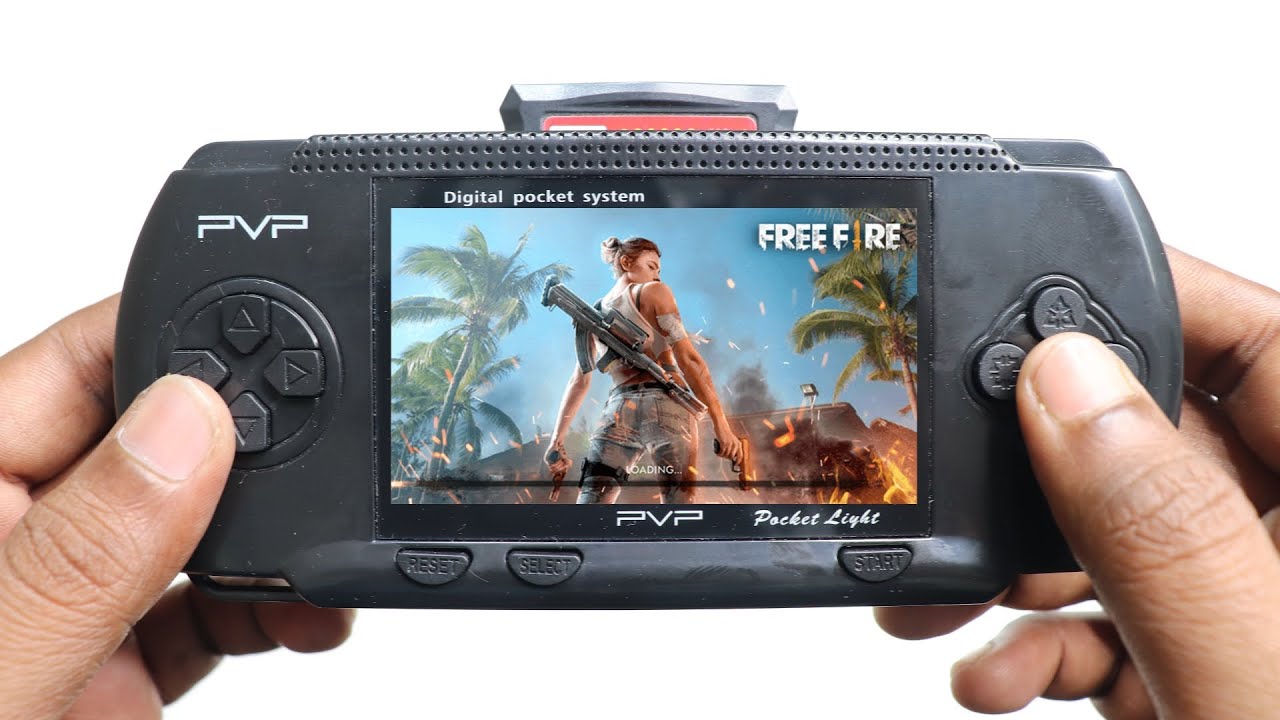 Digital pocket system
PVP
FREE FIRE
LOADING...
PVP
Pocket Light
RESET
SELECT
START